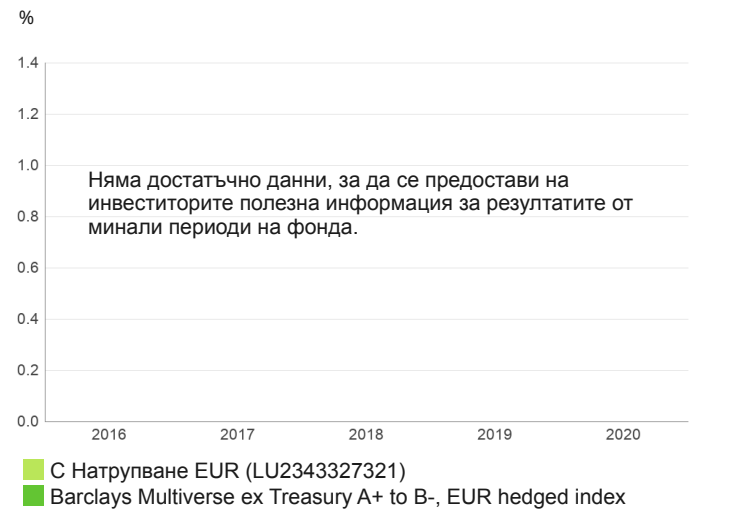 %
1.4
1.2
1.0
Няма достатъчно данни, за да се предостави на
инвеститорите полезна информация за резултатите от
минали периоди на фонда.
0.8
0.6
0.4
0.2
0.0
2016 2017 2018 2019 2020
С Натрупване EUR (LU2343327321)
Barclays Multiverse ex Treasury A+ to B-, EUR hedged index